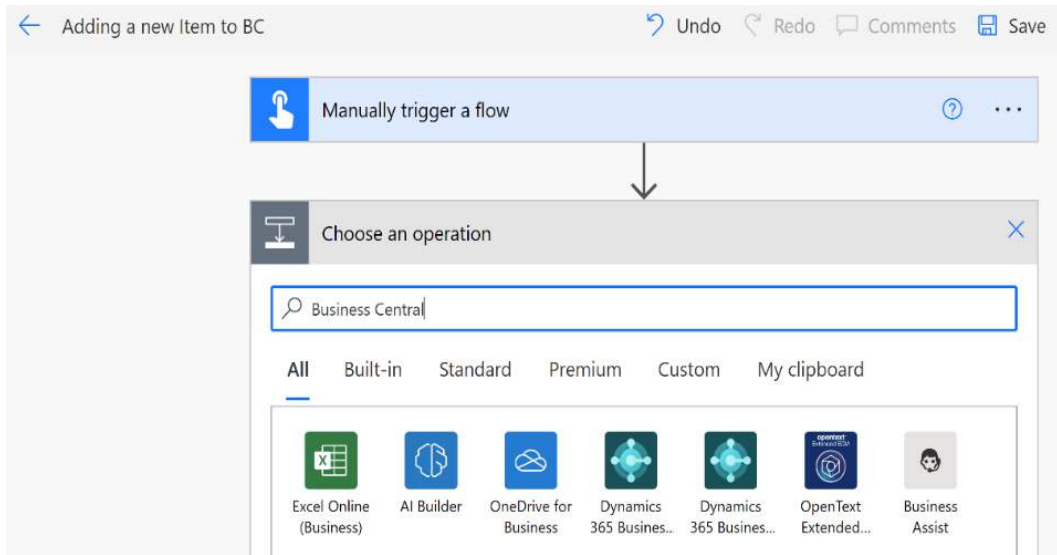 Adding a new Item to BC
Undo
Redo
Comments
Save
Manually trigger a flow
Choose an operation
Business Central
All
Built-in
Standard
Premium
Custom
My clipboard
Excel Online
(Business)
AI Builder
OneDrive for
Business
Dynamics
365 Busines...
Dynamics
365 Busines...
opentext
OpenText
Extended...
Business
Assist